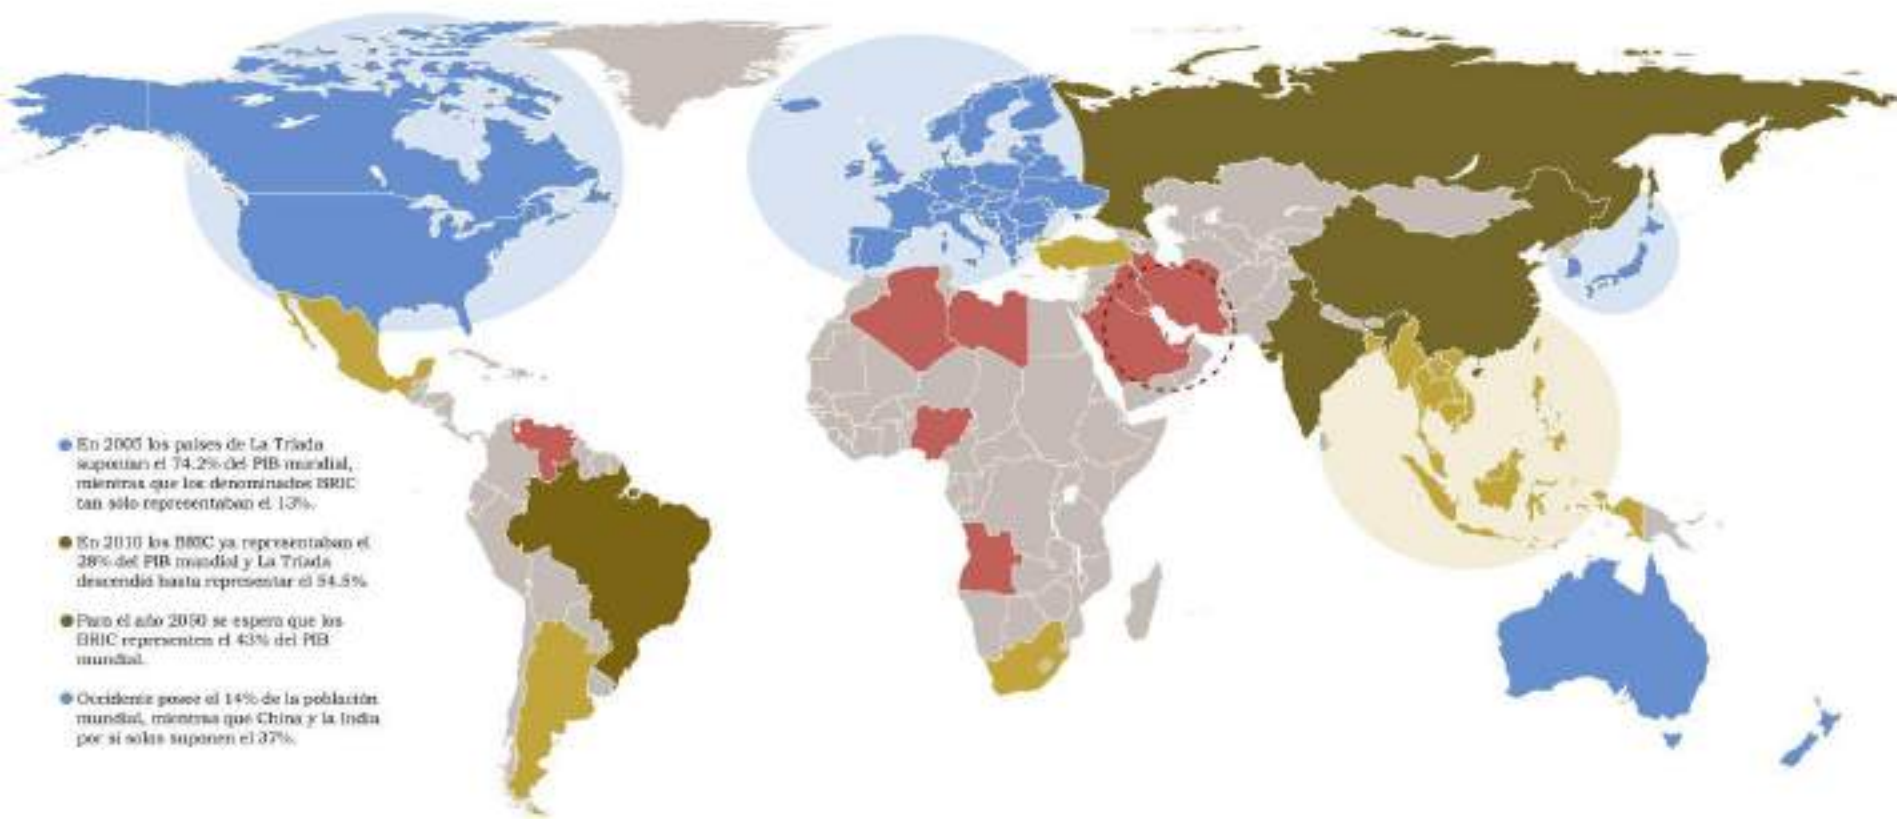 En 2005 los países de La Tríada
suponían el 74.2% del PIB mundial,
mientras que los denominados BRIC
tan sólo representaban el 13%.
En 2010 los BRIC ya representaban el
28% del PIB mundial y La Tríada
descendió hasta representar el 54.5%
Para el año 2050 se espera que los
BRIC representen el 43% del PIB
mundial.
Occidente posee el 14% de la población
mundial, mientras que China y la India
por sí solas suponen el 37%.